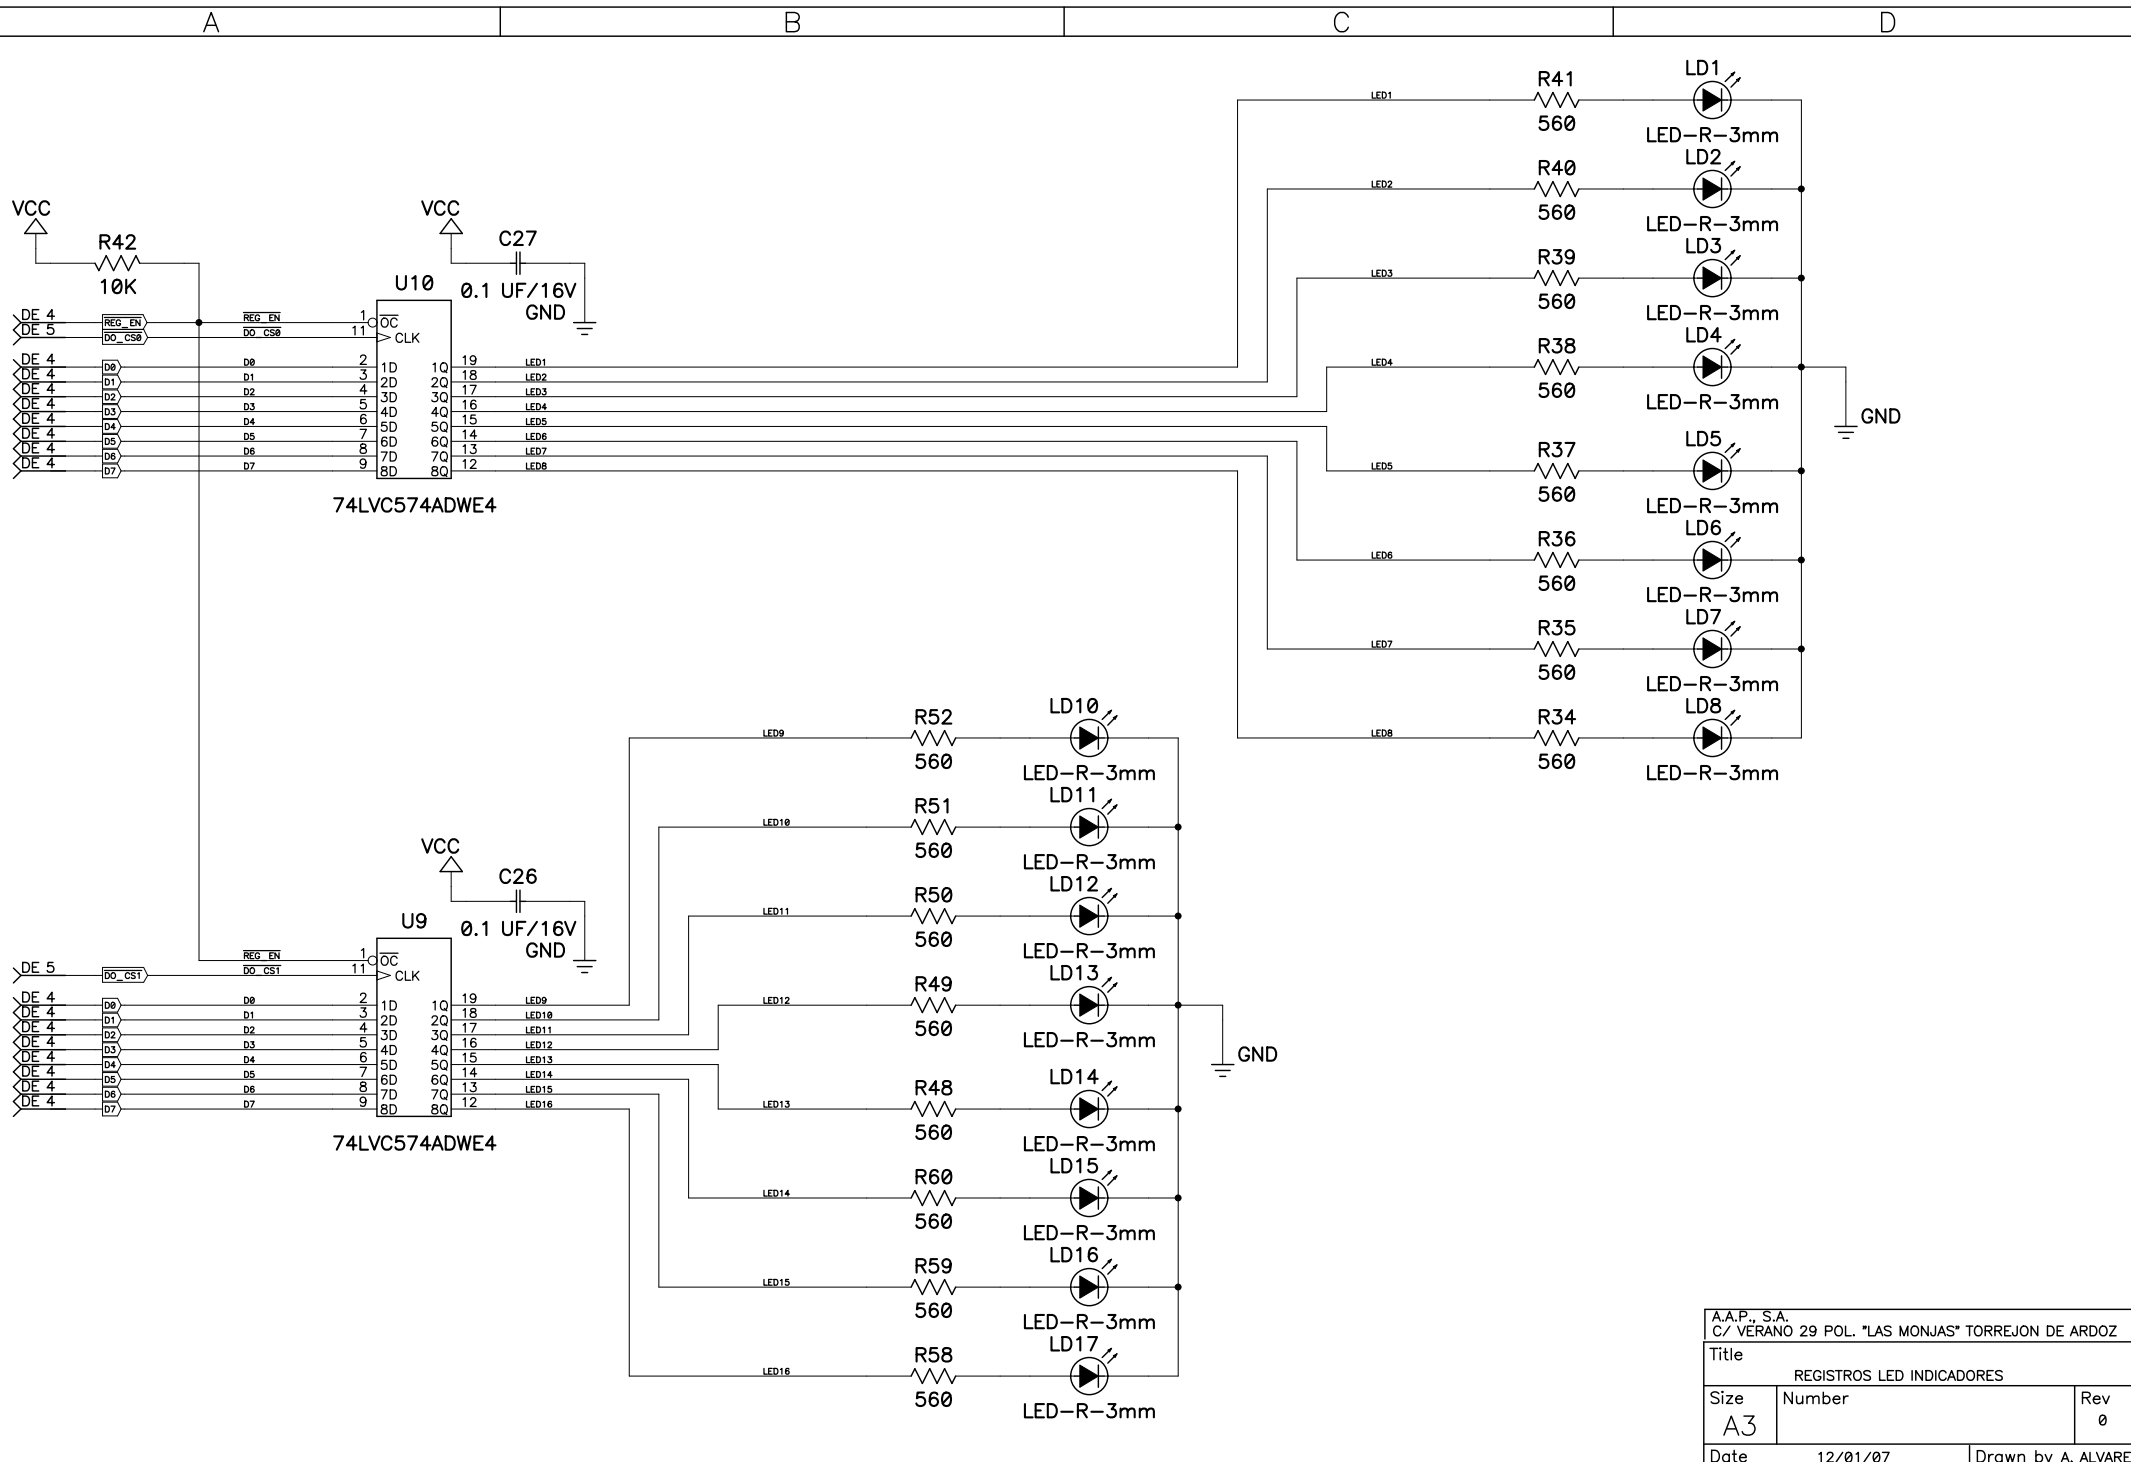 A B C D
LD1
R41
LED1
560
LED-R-3mm
LD2
R40
LED2
560
LED-R-3mm
LD3
R39
LED3
560
LED-R-3mm
LD4
R38
LED4
560
LED-R-3mm
GND
LD5
R37
LED5
560
LED-R-3mm
LD6
R36
LED6
560
LED-R-3mm
LD7
R35
LED7
560
LED-R-3mm
LD8
R34
LED8
560
LED-R-3mm
VCC
R42
10K
VCC
C27
0.1 UF/16V
GND
U10
DE 4 REG_EN REG_EN 1 OC
DE 5 DO_CS0 DO_CS0 11 CLK
DE 4 D0 D0 2 1D 1Q 19 LED1
DE 4 D1 D1 3 2D 2Q 18 LED2
DE 4 D2 D2 4 3D 3Q 17 LED3
DE 4 D3 D3 5 4D 4Q 16 LED4
DE 4 D4 D4 6 5D 5Q 15 LED5
DE 4 D5 D5 7 6D 6Q 14 LED6
DE 4 D6 D6 8 7D 7Q 13 LED7
DE 4 D7 D7 9 8D 8Q 12 LED8
74LVC574ADWE4
LD10
R52
LED9
560
LED-R-3mm
LD11
R51
LED10
560
LED-R-3mm
LD12
R50
LED11
560
LED-R-3mm
LD13
R49
LED12
560
LED-R-3mm
GND
LD14
R48
LED13
560
LED-R-3mm
LD15
R60
LED14
560
LED-R-3mm
LD16
R59
LED15
560
LED-R-3mm
LD17
R58
LED16
560
LED-R-3mm
VCC
C26
0.1 UF/16V
GND
U9
REG_EN 1 OC
DE 5 DO_CS1 DO_CS1 11 CLK
DE 4 D0 D0 2 1D 1Q 19 LED9
DE 4 D1 D1 3 2D 2Q 18 LED10
DE 4 D2 D2 4 3D 3Q 17 LED11
DE 4 D3 D3 5 4D 4Q 16 LED12
DE 4 D4 D4 6 5D 5Q 15 LED13
DE 4 D5 D5 7 6D 6Q 14 LED14
DE 4 D6 D6 8 7D 7Q 13 LED15
DE 4 D7 D7 9 8D 8Q 12 LED16
74LVC574ADWE4
A.A.P., S.A.
C/ VERANO 29 POL. "LAS MONJAS" TORREJON DE ARDOZ
Title
REGISTROS LED INDICADORES
Size Number Rev
A3 0
Date 12/01/07 Drawn by A. ALVARE